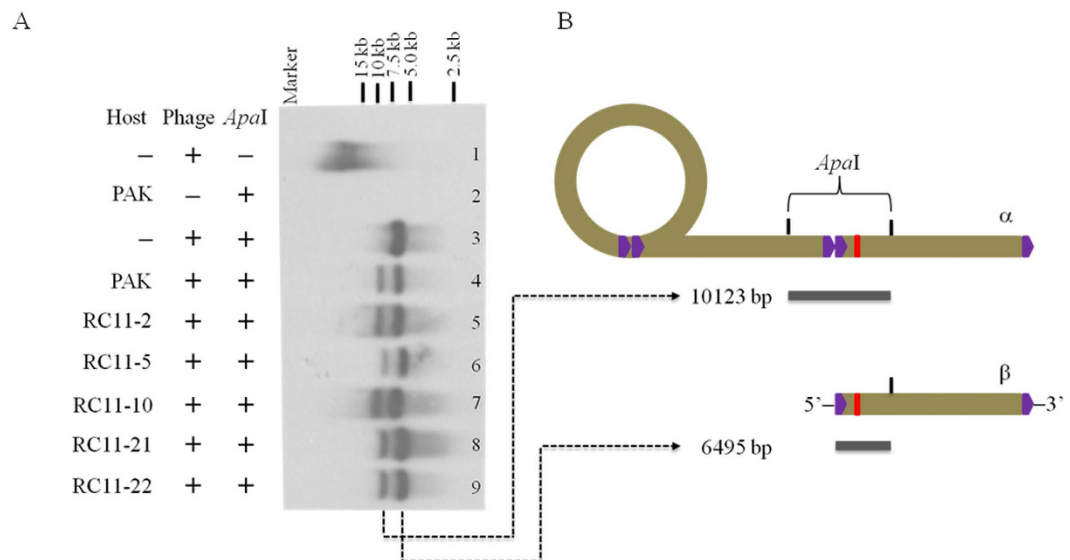 A
B
Marker
15 kb
10 kb
7.5 kb
5.0 kb
2.5 kb
Host Phage ApaI
– + – 1
PAK – + 2
– + + 3
PAK + + 4
RC11-2 + + 5
RC11-5 + + 6
RC11-10 + + 7
RC11-21 + + 8
RC11-22 + + 9
ApaI
α
10123 bp
β
5’ 3’
6495 bp